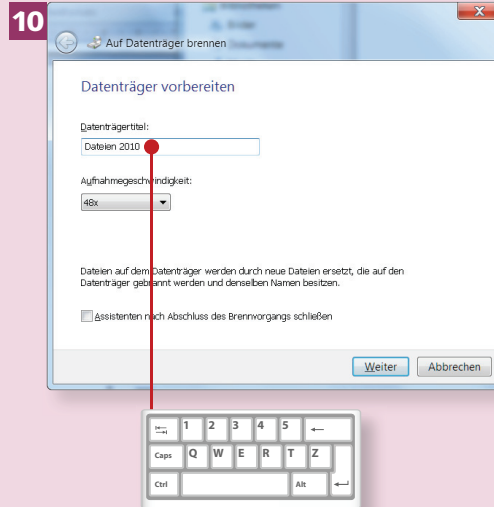 10
Auf Datenträger brennen
Datenträger vorbereiten
Datenträgertitel:
Dateien 2010
Aufnahmegeschwindigkeit:
48x
Dateien auf dem Datenträger werden durch neue Dateien ersetzt, die auf den
Datenträger gebrannt werden und denselben Namen besitzen.
Assistenten nach Abschluss des Brennvorgangs schließen
Weiter Abbrechen
1 2 3 4 5
Caps Q W E R T Z
Ctrl Alt